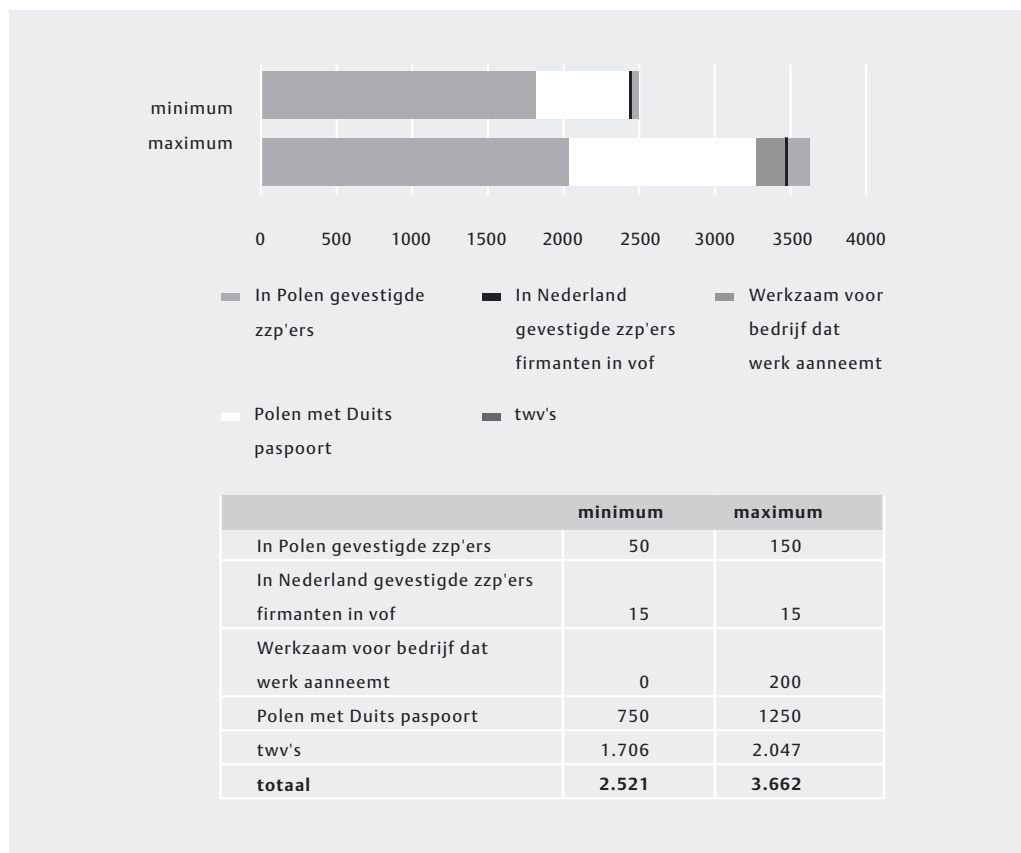 minimum
maximum
0 500 1000 1500 2000 2500 3000 3500 4000
In Polen gevestigde
zzp'ers
In Nederland
gevestigde zzp'ers
firmanten in vof
Werkzaam voor
bedrijf dat
werk aanneemt
Polen met Duits
paspoort
twv's
minimum maximum
In Polen gevestigde zzp'ers 50 150
In Nederland gevestigde zzp'ers
firmanten in vof 15 15
Werkzaam voor bedrijf dat
werk aanneemt 0 200
Polen met Duits paspoort 750 1250
twv's 1.706 2.047
totaal 2.521 3.662